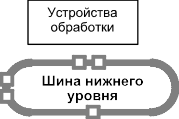 Устройства
обработки
Шина нижнего
уровня